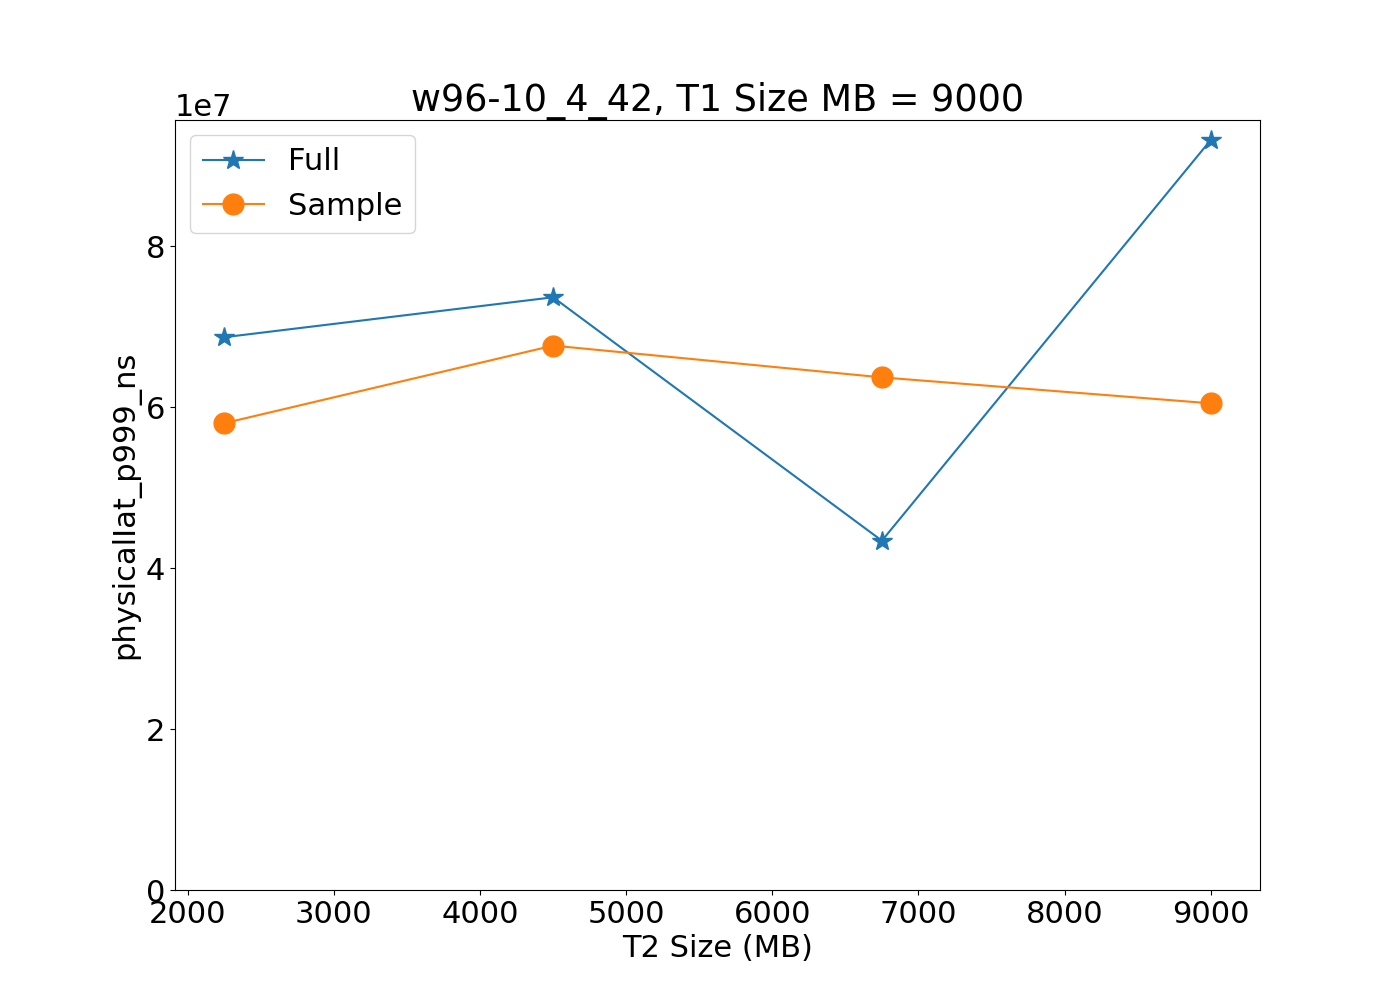 w96-10_4_42, T1 Size MB = 9000
1e7
Full
Sample
8
6
4
2
0
physicallat_p999_ns
2000 3000 4000 5000 6000 7000 8000 9000
T2 Size (MB)